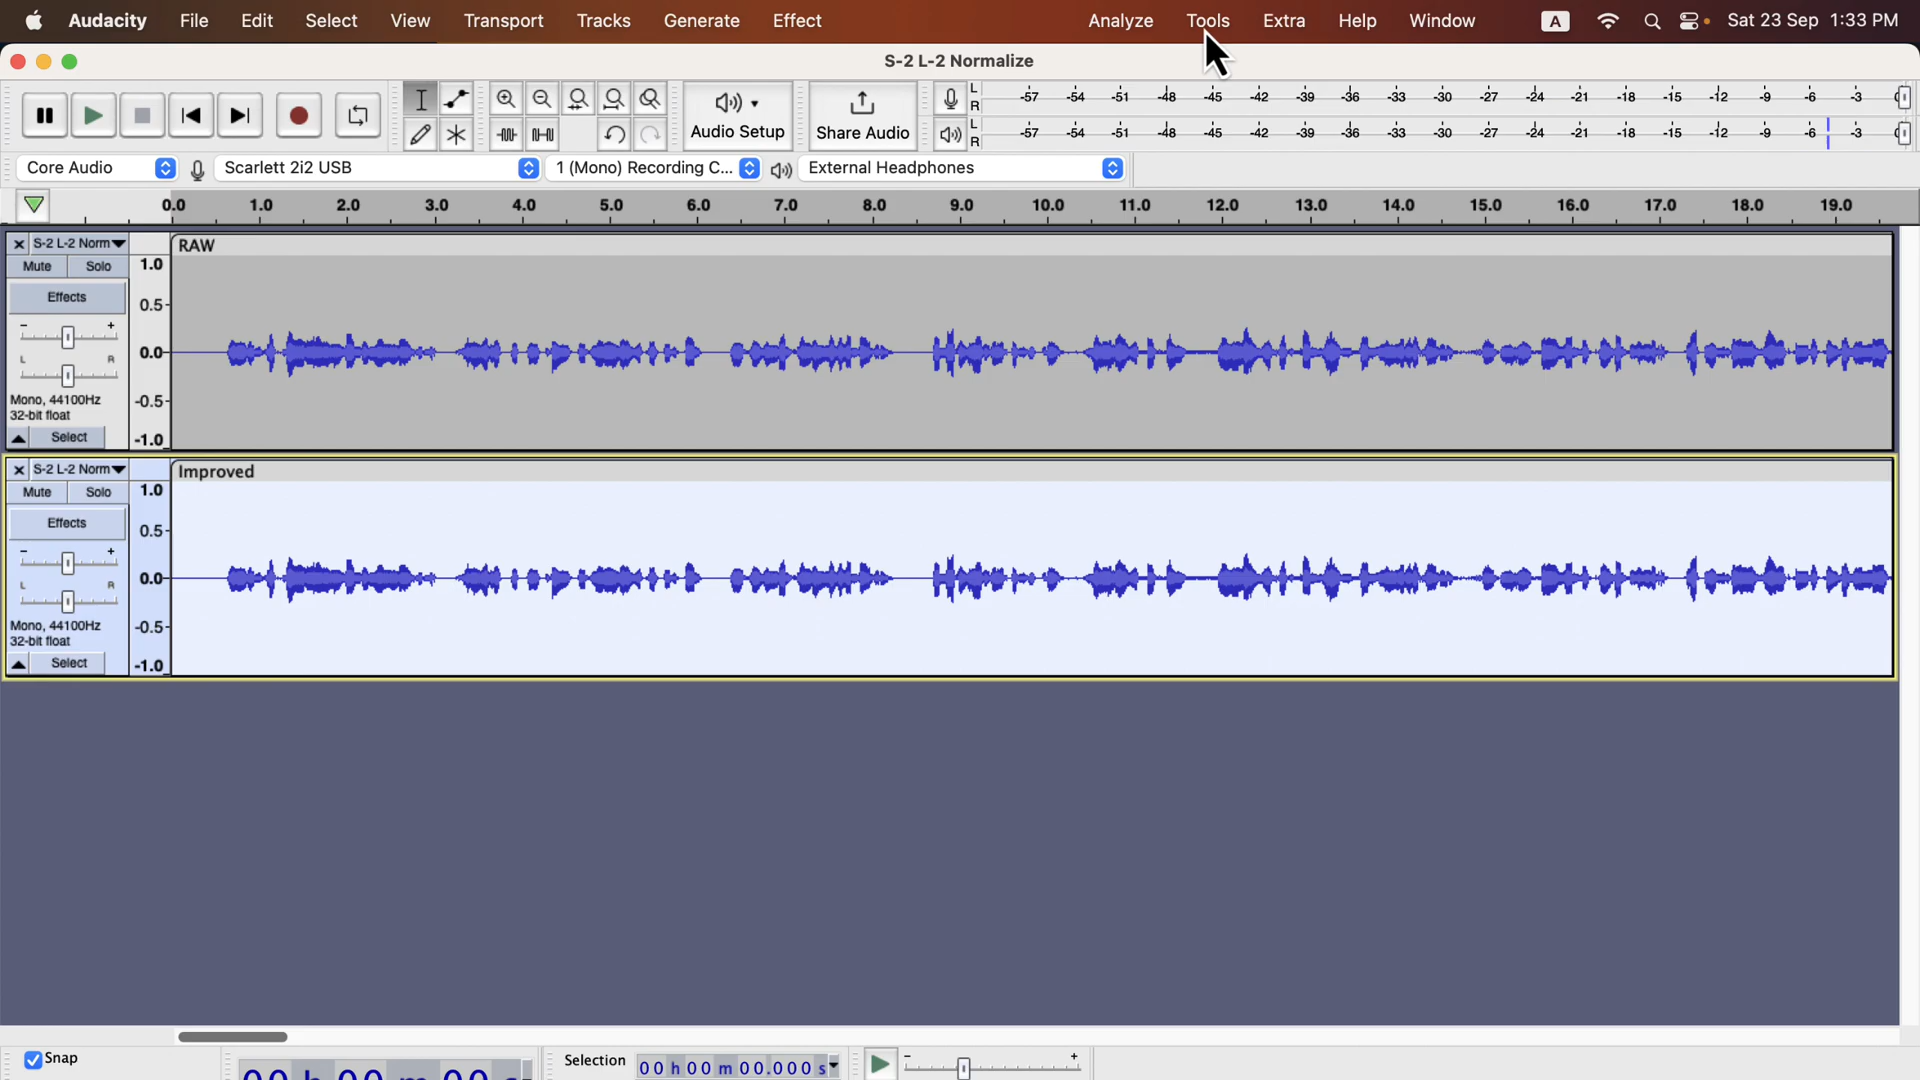 Audacity File Edit Select View Transport Tracks Generate Effect Analyze Tools Extra Help Window A Sat 23 Sep 1:33 PM
S-2 L-2 Normalize
Audio Setup
Share Audio
L
R
-57 -54 -51 -48 -45 -42 -39 -36 -33 -30 -27 -24 -21 -18 -15 -12 -9 -6 -3
L
R
-57 -54 -51 -48 -45 -42 -39 -36 -33 -30 -27 -24 -21 -18 -15 -12 -9 -6 -3
Core Audio Scarlett 2i2 USB 1 (Mono) Recording C... External Headphones
0.0 1.0 2.0 3.0 4.0 5.0 6.0 7.0 8.0 9.0 10.0 11.0 12.0 13.0 14.0 15.0 16.0 17.0 18.0 19.0
S-2 L-2 Norm RAW
Mute Solo 1.0
Effects 0.5
- +
0.0
L R
Mono, 44100Hz -0.5
32-bit float
Select -1.0
S-2 L-2 Norm Improved
Mute Solo 1.0
Effects 0.5
- +
0.0
L R
Mono, 44100Hz -0.5
32-bit float
Select -1.0
Snap
00 h 00 m 00 s
Selection 00 h 00 m 00.000 s
- +